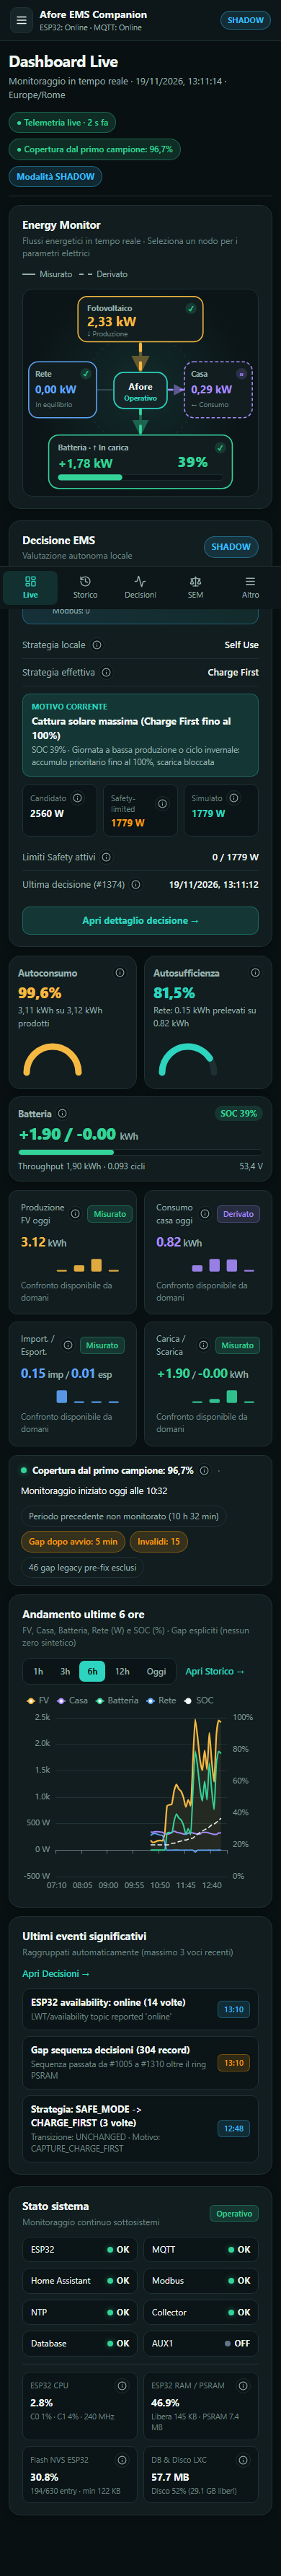 Afore EMS Companion
ESP32: Online · MQTT: Online
SHADOW
Dashboard Live
Monitoraggio in tempo reale · 19/11/2026, 13:11:14 ·
Europe/Rome
● Telemetria live · 2 s fa
● Copertura dal primo campione: 96,7%
Modalità SHADOW
Energy Monitor
Flussi energetici in tempo reale · Seleziona un nodo per i
parametri elettrici
Misurato
Derivato
Fotovoltaico
2,33 kW
↓ Produzione
Rete
0,00 kW
In equilibrio
Afore
Operativo
Casa
≈
0,29 kW
← Consumo
Batteria · ↑ In carica
+1,78 kW
39%
Decisione EMS
Valutazione autonoma locale
SHADOW
Live
Storico
Decisioni
SEM
Altro
Modbus: 0
Strategia locale
Self Use
Strategia effettiva
Charge First
MOTIVO CORRENTE
Cattura solare massima (Charge First fino al
100%)
SOC 39% · Giornata a bassa produzione o ciclo invernale:
accumulo prioritario fino al 100%, scarica bloccata
Candidato
2560 W
Safety-
limited
1779 W
Simulato
1779 W
Limiti Safety attivi
0 / 1779 W
Ultima decisione (#1374)
19/11/2026, 13:11:12
Apri dettaglio decisione →
Autoconsumo
99,6%
3,11 kWh su 3,12 kWh
prodotti
Autosufficienza
81,5%
Rete: 0.15 kWh prelevati su
0.82 kWh
Batteria
SOC 39%
+1.90 / -0.00 kWh
Throughput 1,90 kWh · 0.093 cicli
53,4 V
Produzione
FV oggi
Misurato
3.12 kWh
Confronto disponibile da
domani
Consumo
casa oggi
Derivato
0.82 kWh
Confronto disponibile da
domani
Import. /
Esport.
Misurato
0.15 imp / 0.01 esp
Confronto disponibile da
domani
Carica /
Scarica
Misurato
+1.90 / -0.00 kWh
Confronto disponibile da
domani
Copertura dal primo campione: 96,7%
·
Monitoraggio iniziato oggi alle 10:32
Periodo precedente non monitorato (10 h 32 min)
Gap dopo avvio: 5 min
Invalidi: 15
46 gap legacy pre-fix esclusi
Andamento ultime 6 ore
FV, Casa, Batteria, Rete (W) e SOC (%) · Gap espliciti (nessun
zero sintetico)
1h
3h
6h
12h
Oggi
Apri Storico →
FV
Casa
Batteria
Rete
SOC
2.5k
2.0k
1.5k
1.0k
500 W
0 W
-500 W
100%
80%
60%
40%
20%
0%
07:10 08:05 09:00 09:55 10:50 11:45 12:40
Ultimi eventi significativi
Raggruppati automaticamente (massimo 3 voci recenti)
Apri Decisioni →
ESP32 availability: online (14 volte)
LWT/availability topic reported 'online'
13:10
Gap sequenza decisioni (304 record)
Sequenza passata da #1005 a #1310 oltre il ring
PSRAM
13:10
Strategia: SAFE_MODE ->
CHARGE_FIRST (3 volte)
Transizione: UNCHANGED · Motivo:
CAPTURE_CHARGE_FIRST
12:48
Stato sistema
Monitoraggio continuo sottosistemi
Operativo
ESP32
OK
MQTT
OK
Home Assistant
OK
Modbus
OK
NTP
OK
Collector
OK
Database
OK
AUX1
OFF
ESP32 CPU
2.8%
C0 1% · C1 4% · 240 MHz
ESP32 RAM / PSRAM
46.9%
Libera 145 KB · PSRAM 7.4
MB
Flash NVS ESP32
30.8%
194/630 entry · min 122 KB
DB & Disco LXC
57.7 MB
Disco 52% (29.1 GB liberi)